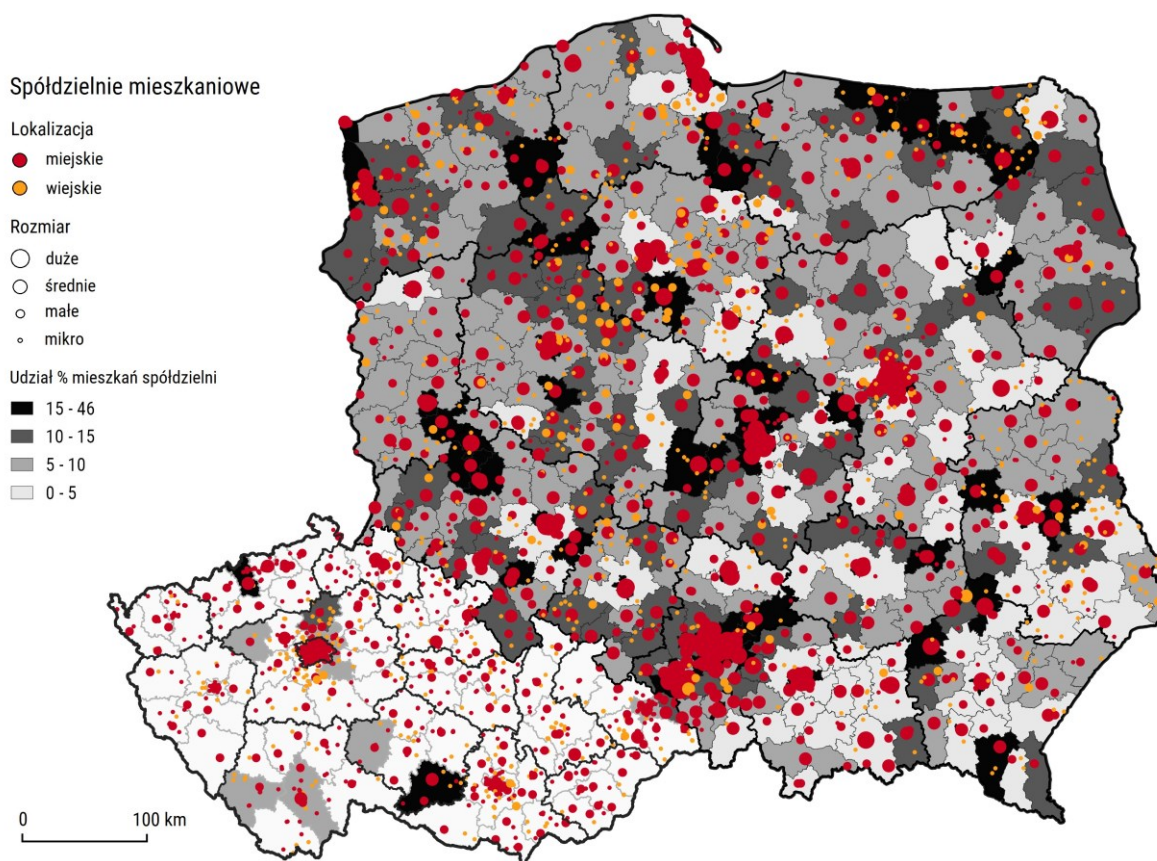 Spółdzielnie mieszkaniowe
Lokalizacja
miejskie
wiejskie
Rozmiar
duże
średnie
małe
mikro
Udział % mieszkań spółdzielni
15 - 46
10 - 15
5 - 10
0 - 5
0 100 km